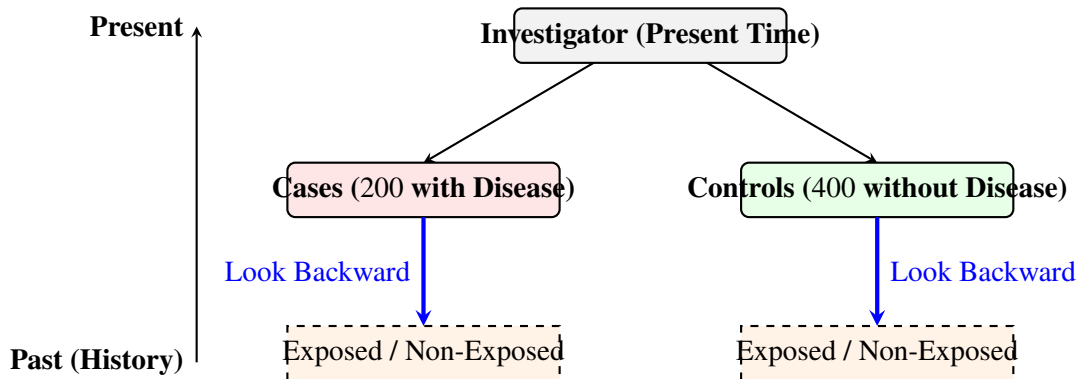 Present
Investigator (Present Time)
Cases (200 with Disease)
Controls (400 without Disease)
Look Backward
Look Backward
Past (History)
Exposed / Non-Exposed
Exposed / Non-Exposed